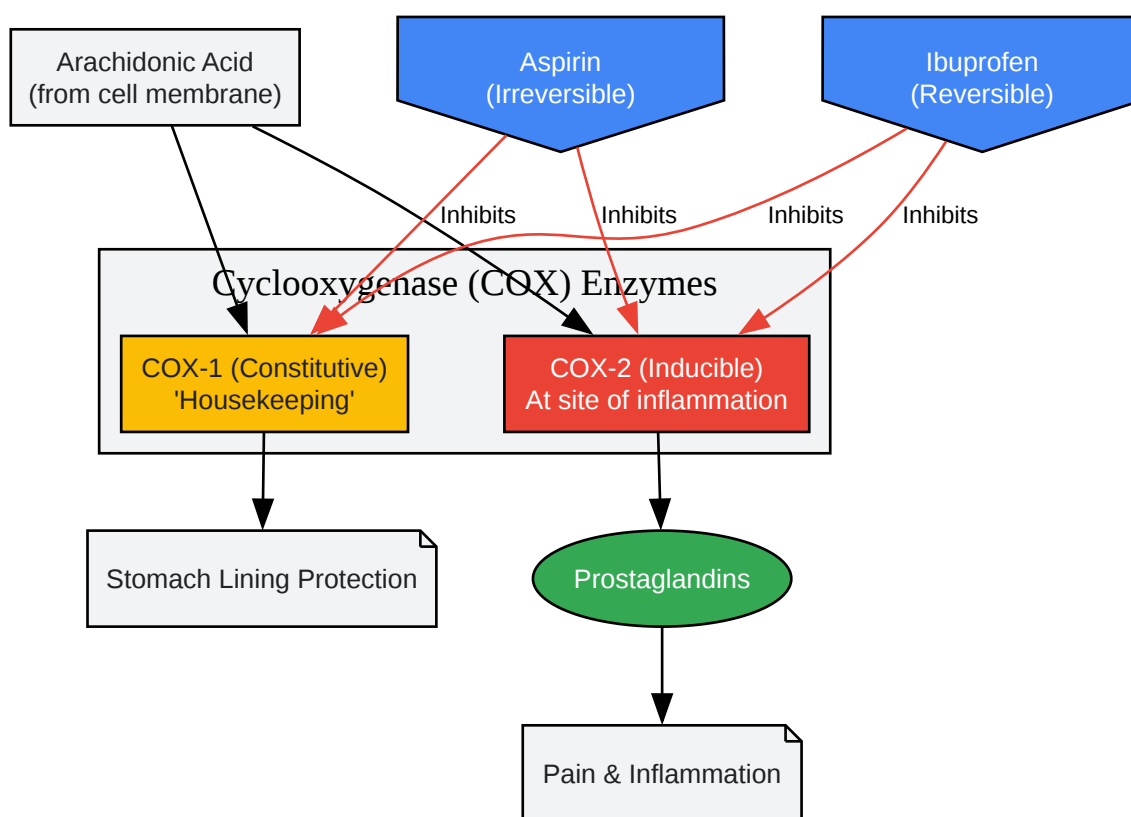 Arachidonic Acid
(from cell membrane)
Aspirin
(Irreversible)
Ibuprofen
(Reversible)
Inhibits
Inhibits
Inhibits
Inhibits
Cyclooxygenase (COX) Enzymes
COX-1 (Constitutive)
'Housekeeping'
COX-2 (Inducible)
At site of inflammation
Stomach Lining Protection
Prostaglandins
Pain & Inflammation